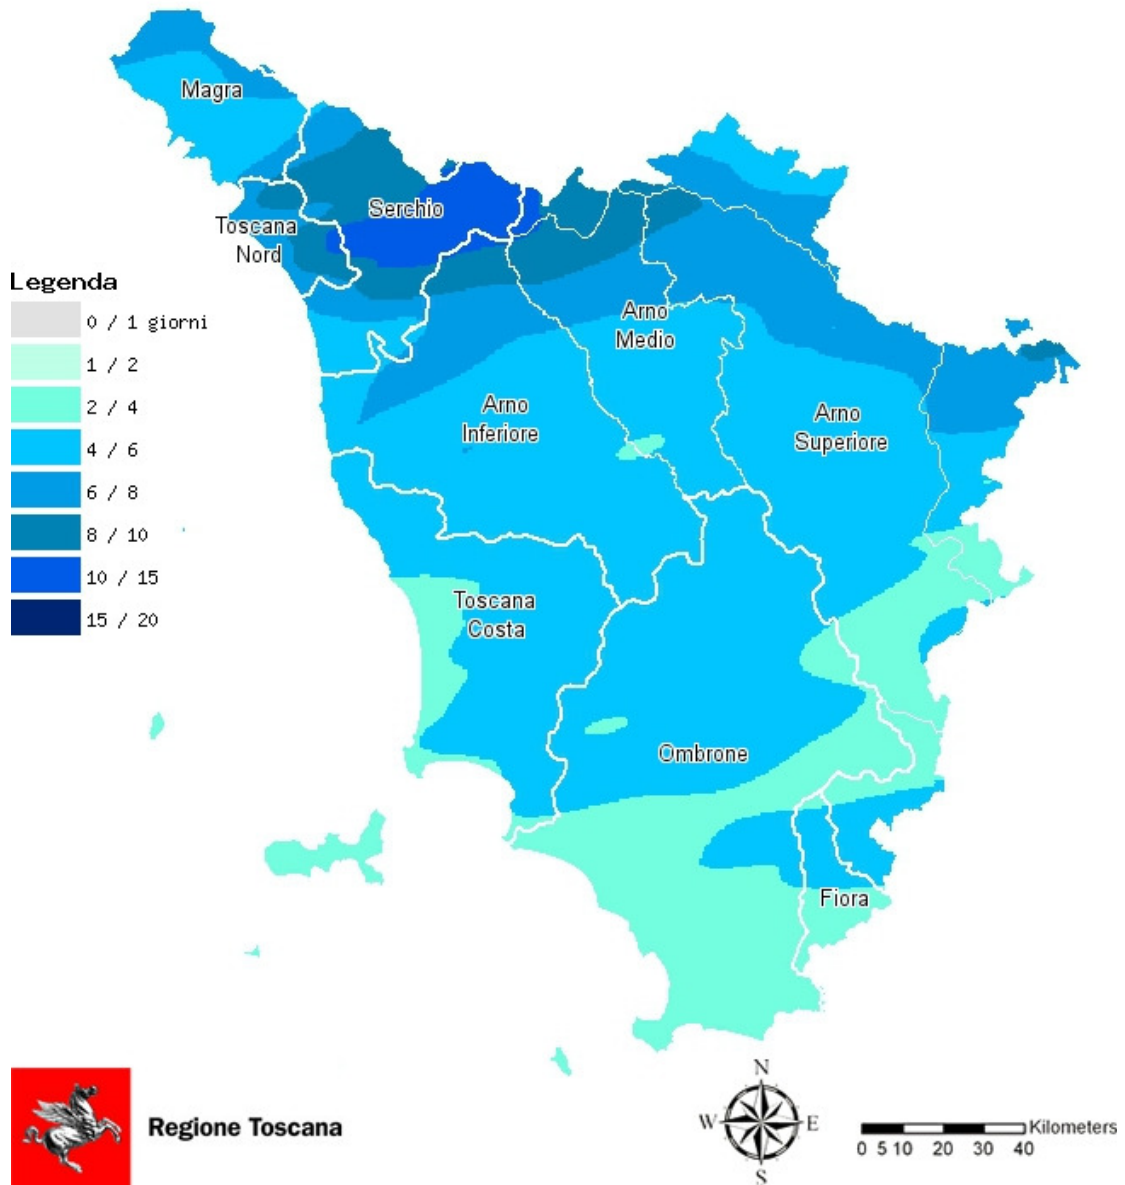 Magra
Serchio
Toscana
Nord
Legenda
0 / 1 giorni
1 / 2
2 / 4
4 / 6
6 / 8
8 / 10
10 / 15
15 / 20
Arno
Medio
Arno
Inferiore
Arno
Superiore
Toscana
Costa
Ombrone
Fiora
Regione Toscana
N
W E
S
Kilometers
0 5 10 20 30 40